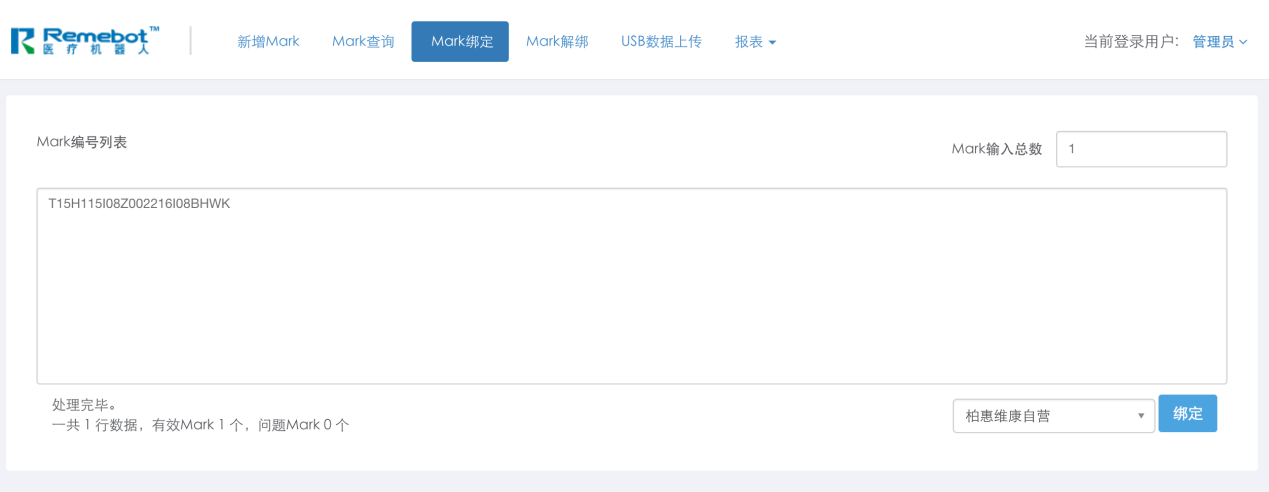 Remebot™
医疗机器人
新增Mark Mark查询 Mark绑定 Mark解绑 USB数据上传 报表 当前登录用户: 管理员
Mark编号列表
Mark输入总数 1
T15H115I08Z002216I08BHWK
处理完毕。
一共 1 行数据，有效Mark 1 个，问题Mark 0 个
柏惠维康自营 绑定